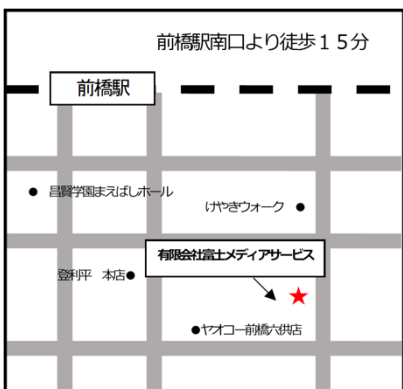 前橋駅南口より徒歩１５分
前橋駅
昌賢学園まえばしホール
けやきウォーク
有限会社富士メディアサービス
登利平　本店
ヤオコー前橋六供店